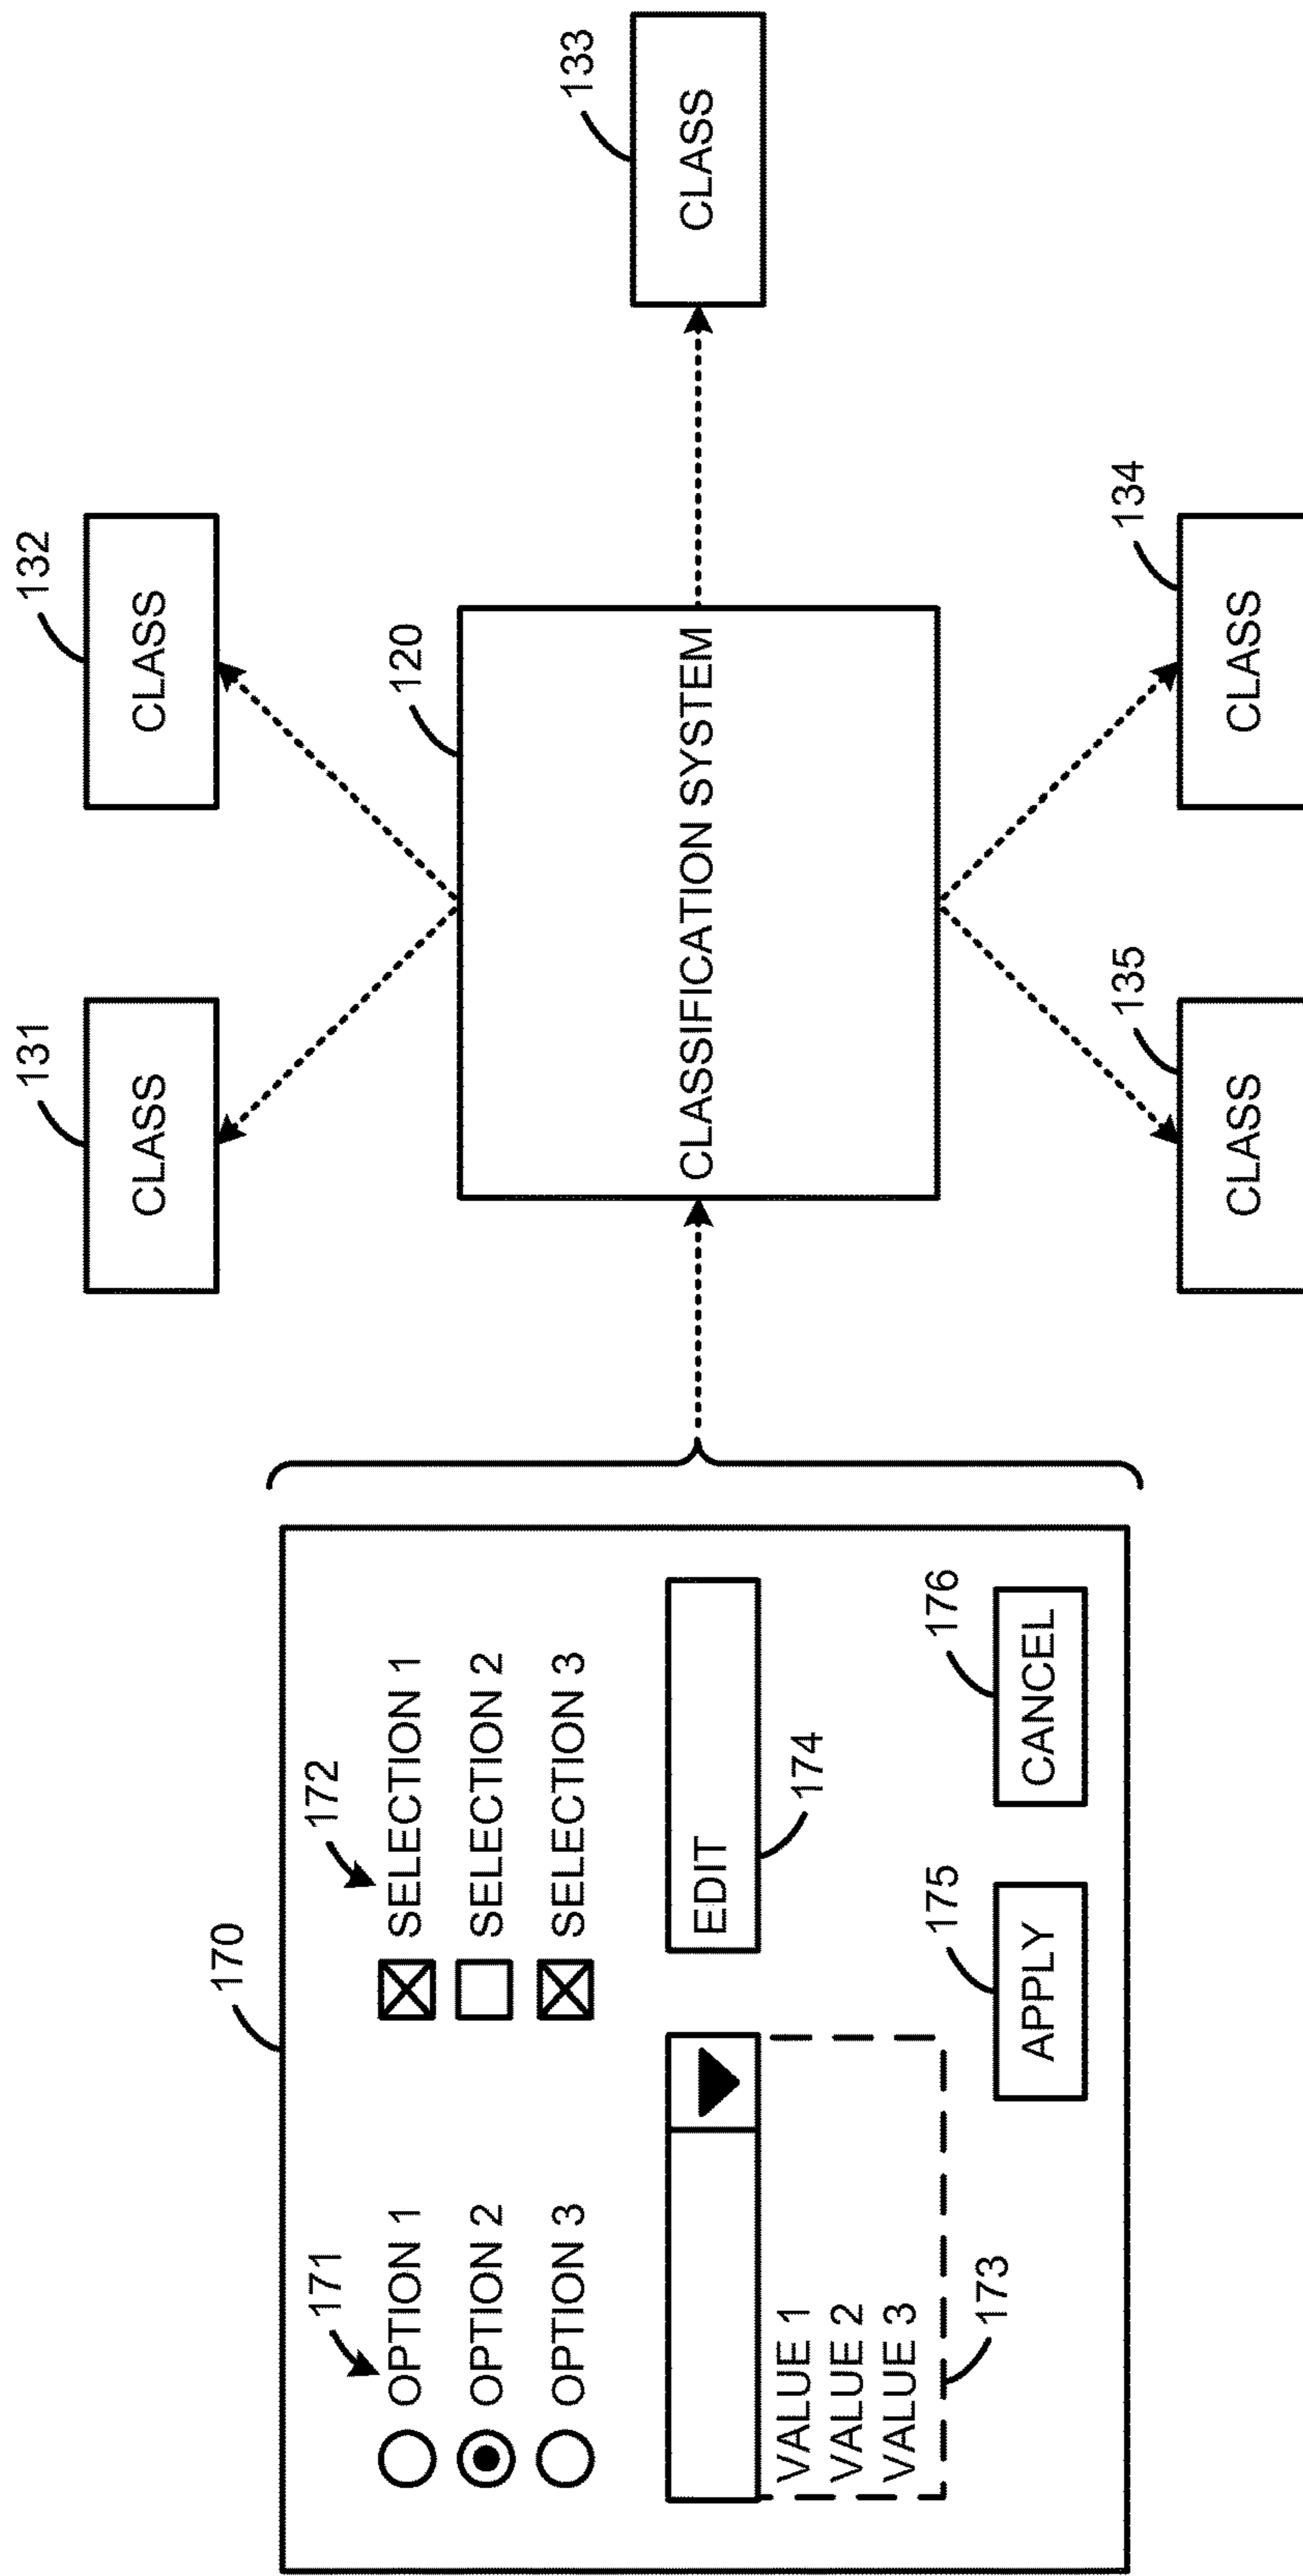 170
171
172
OPTION 1
SELECTION 1
OPTION 2
SELECTION 2
OPTION 3
SELECTION 3
EDIT
VALUE 1
VALUE 2
VALUE 3
174
173
175
176
APPLY
CANCEL
131
132
CLASS
CLASS
120
CLASSIFICATION SYSTEM
133
CLASS
135
134
CLASS
CLASS